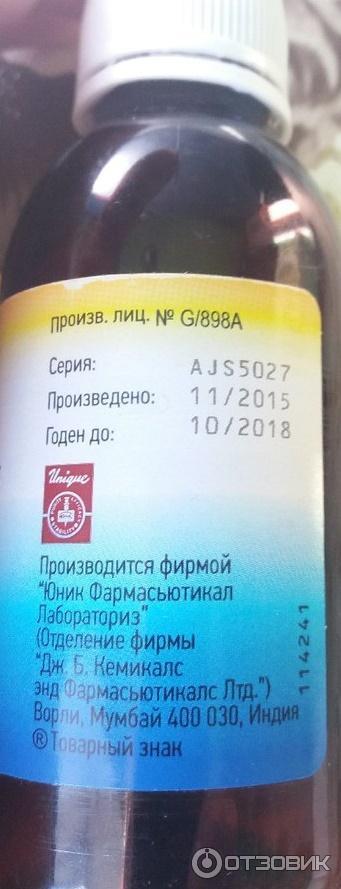 Произв. лиц. № G/898A
Серия: AJS5027
Произведено: 11/2015
Годен до: 10/2018
Unique
Производится фирмой
"Юник Фармасьютикал
Лабораториз"
(Отделение фирмы
"Дж. Б. Кемикалс
энд Фармасьютикалс Лтд.")
Ворли, Мумбай 400 030, Индия
® Товарный знак
114241
ОТЗОВИК